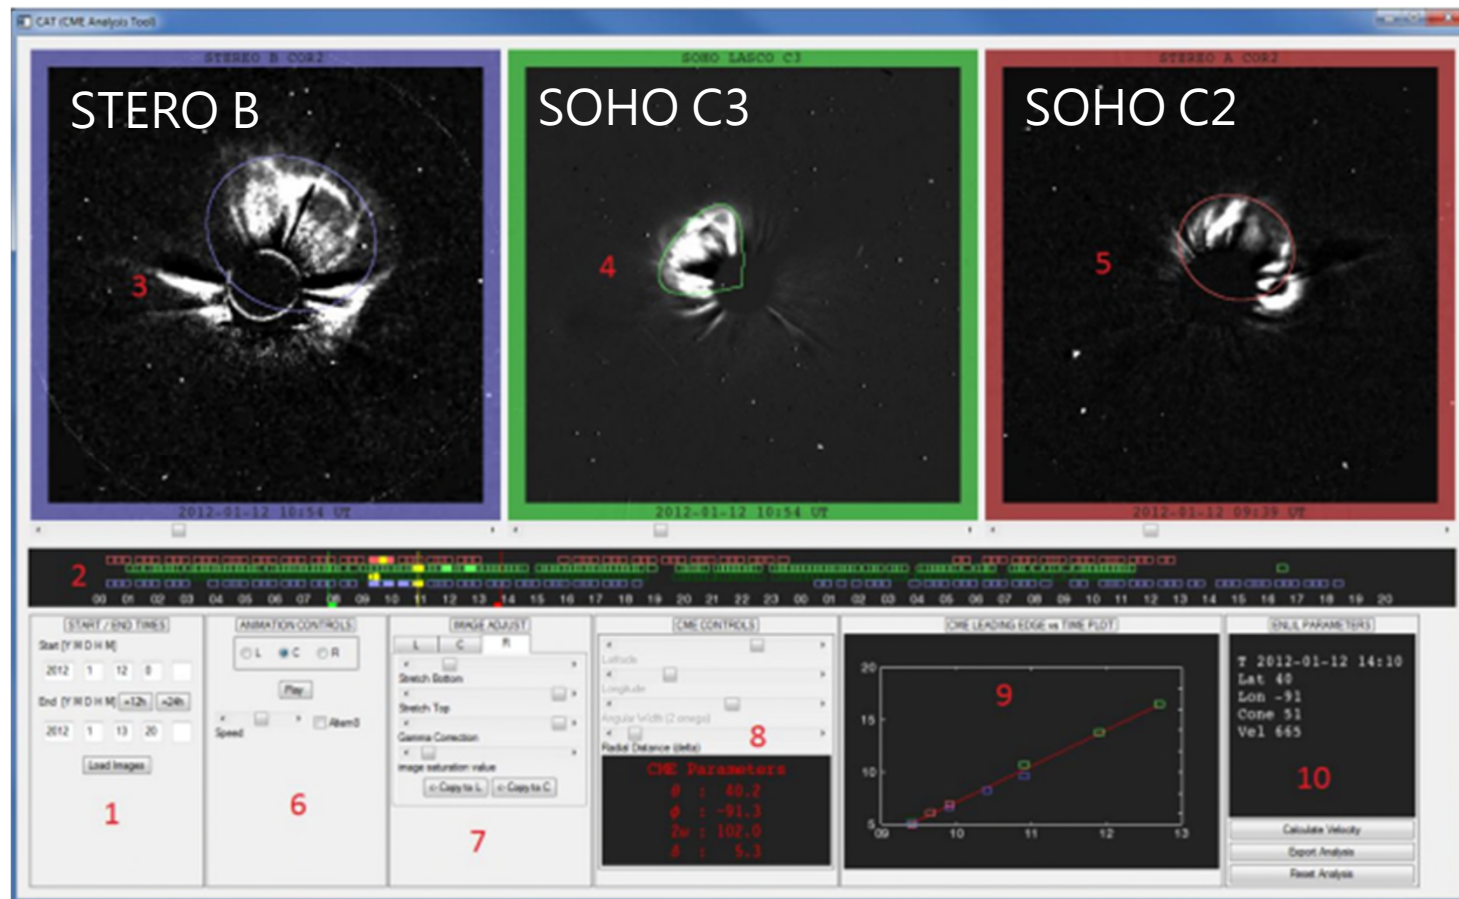 CAT (CME Analysis Tool)
STEREO B COR2
SOHO LASCO C3
STEREO A COR2
STERO B
SOHO C3
SOHO C2
3
4
5
2012-01-12 10:54 UT
2012-01-12 10:54 UT
2012-01-12 09:39 UT
2
00 01 02 03 04 05 06 07 08 09 10 11 12 13 14 15 16 17 18 19 20 21 22 23 00 01 02 03 04 05 06 07 08 09 10 11 12 13 14 15 16 17 18 19 20
START / END TIMES
Start [Y M D H M]
2012 1 12 0
End [Y M D H M] +12h +24h
2012 1 13 20
Load Images
1
ANIMATION CONTROLS
L C R
Play
Speed
6
IMAGE ADJUST
L C R
Stretch Bottom
Stretch Top
Gamma Correction
image saturation value
<- Copy to L <- Copy to C
7
CME CONTROLS
Latitude
Longitude
Angular Width (2 omega)
Radial Distance (delta)
8
CME Parameters
θ : 40.2
ϕ : -91.3
2w : 102.0
δ : 5.3
CME LEADING EDGE vs TIME PLOT
20
15
10
5
09 10 11 12 13
9
ENLIL PARAMETERS
T 2012-01-12 14:10
Lat 40
Lon -91
Cone 51
Vel 665
10
Calculate Velocity
Export Analysis
Reset Analysis